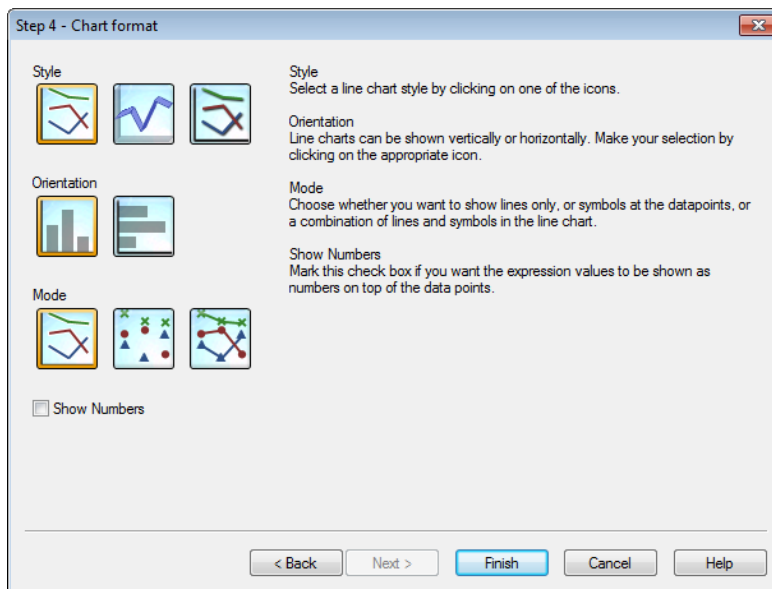 Step 4 - Chart format
Style
Orientation
Mode
Show Numbers
Style
Select a line chart style by clicking on one of the icons.
Orientation
Line charts can be shown vertically or horizontally. Make your selection by
clicking on the appropriate icon.
Mode
Choose whether you want to show lines only, or symbols at the datapoints, or
a combination of lines and symbols in the line chart.
Show Numbers
Mark this check box if you want the expression values to be shown as
numbers on top of the data points.
< Back
Next >
Finish
Cancel
Help